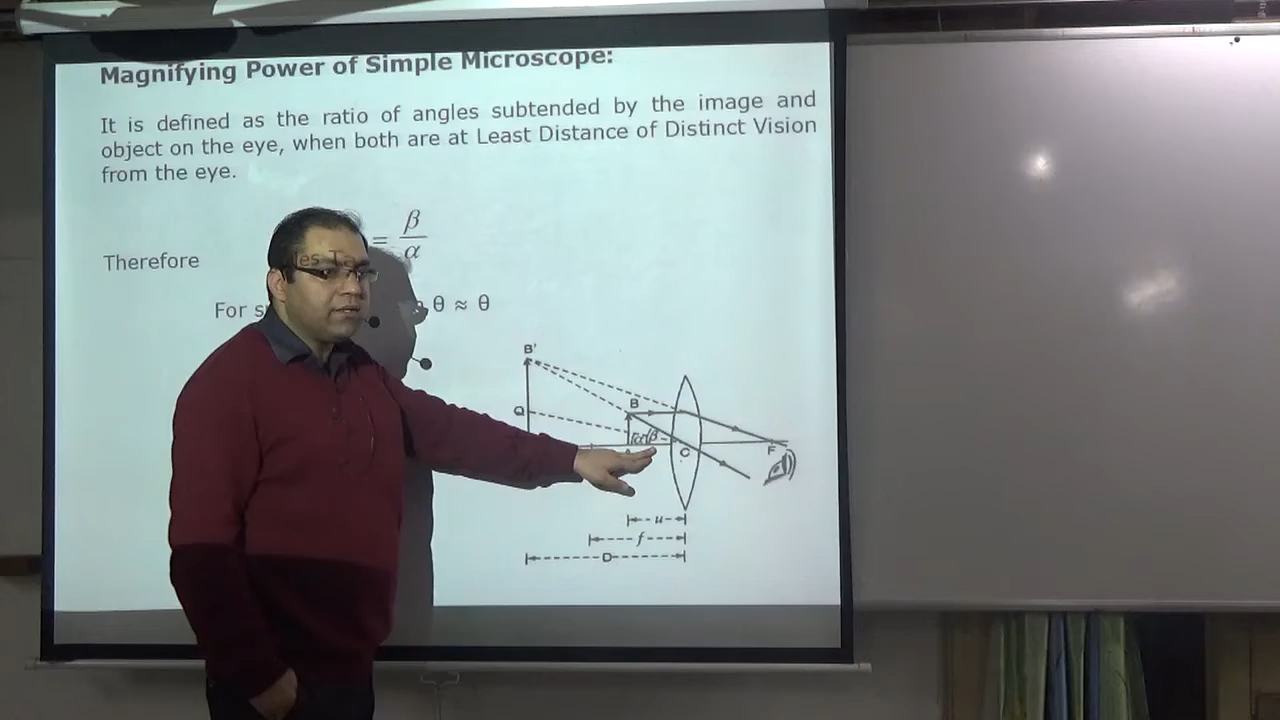 Magnifying Power of Simple Microscope:
It is defined as the ratio of angles subtended by the image and
object on the eye, when both are at Least Distance of Distinct Vision
from the eye.
Therefore
= β
α
For
θ ≈ θ
B'
Q
B
β
C
F
u
f
D